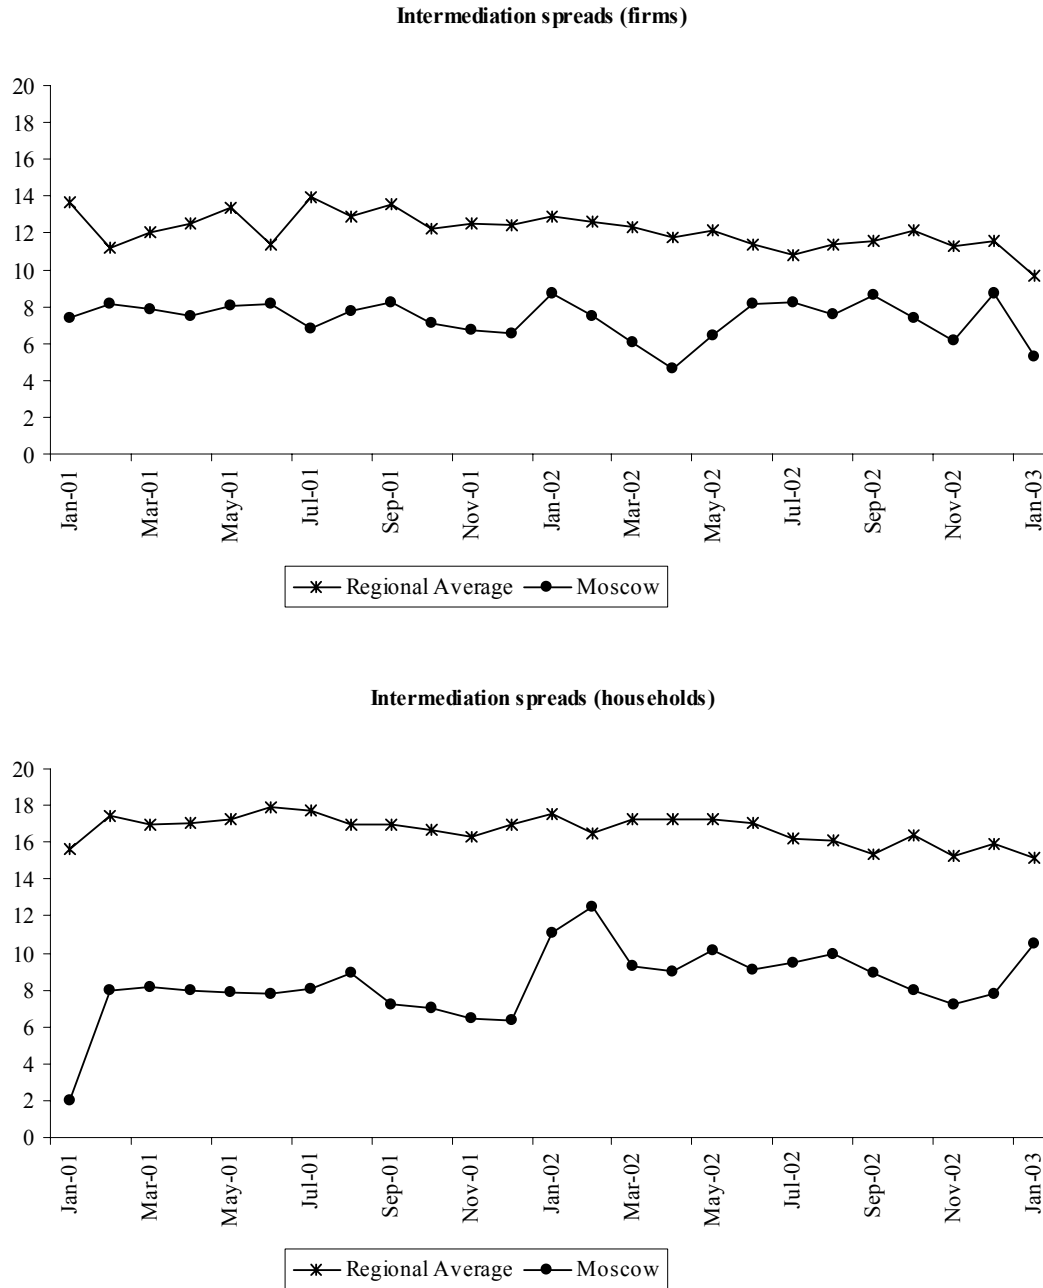 Intermediation spreads (firms)
20
18
16
14
12
10
8
6
4
2
0
Jan-01
Mar-01
May-01
Jul-01
Sep-01
Nov-01
Jan-02
Mar-02
May-02
Jul-02
Sep-02
Nov-02
Jan-03
Regional Average Moscow
Intermediation spreads (households)
20
18
16
14
12
10
8
6
4
2
0
Jan-01
Mar-01
May-01
Jul-01
Sep-01
Nov-01
Jan-02
Mar-02
May-02
Jul-02
Sep-02
Nov-02
Jan-03
Regional Average Moscow